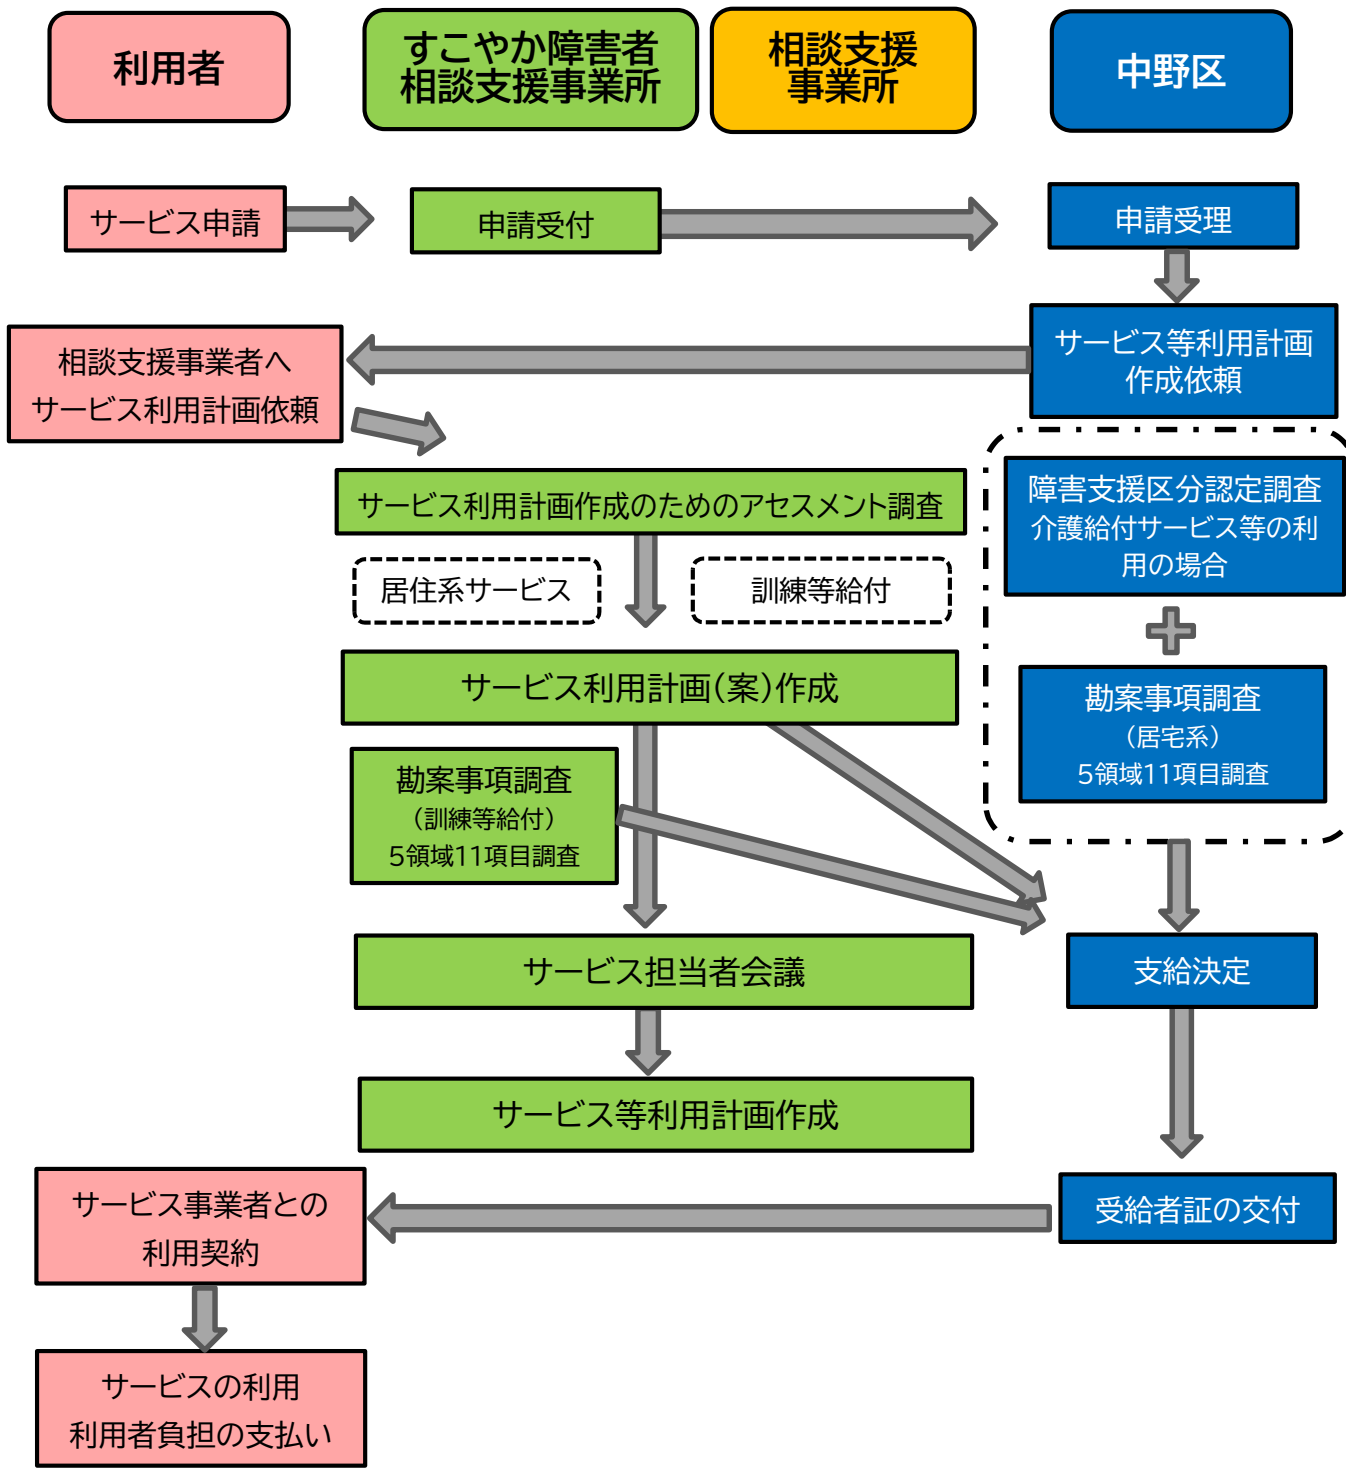 利用者
すこやか障害者
相談支援事業所
相談支援
事業所
中野区
サービス申請
申請受付
申請受理
相談支援事業者へ
サービス利用計画依頼
サービス等利用計画
作成依頼
サービス利用計画作成のためのアセスメント調査
障害支援区分認定調査
介護給付サービス等の利
用の場合
居住系サービス
訓練等給付
サービス利用計画(案)作成
勘案事項調査
(居宅系)
5領域11項目調査
勘案事項調査
(訓練等給付)
5領域11項目調査
サービス担当者会議
支給決定
サービス等利用計画作成
サービス事業者との
利用契約
受給者証の交付
サービスの利用
利用者負担の支払い